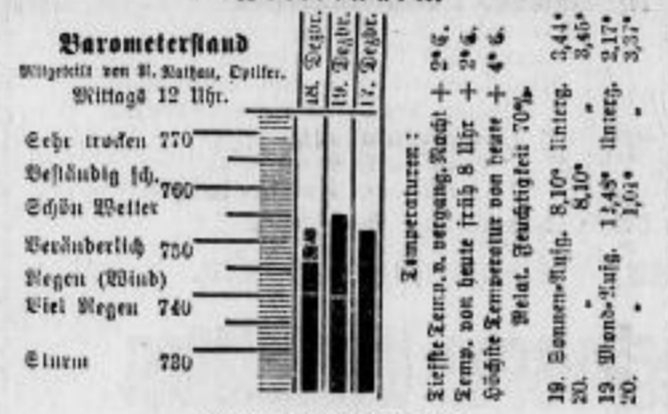 Barometerstand
Mitgeteilt von N. Nathan, Optiker.
Mittags 12 Uhr.
18. Dezbr.
19. Dezbr.
17. Dezbr.
Sehr trocken 770
Beständig sch.
760
Schön Wetter
Veränderlich 750
Regen (Wind)
Viel Regen 740
Sturm 730
Temperaturen:
Tiefste Temp. v. vergang. Nacht + 2° C.
Temp. von heute früh 8 Uhr + 2° C.
Höchste Temperatur von heute + 4° C.
Relat. Feuchtigkeit 70%
19. Sonnen-Aufg. 8,10° Unterg. 3,44°
20. " 8,10° " 3,45°
19. Mond-Aufg. Unterg. 2,17°
20. " 1,01° " 3,37°